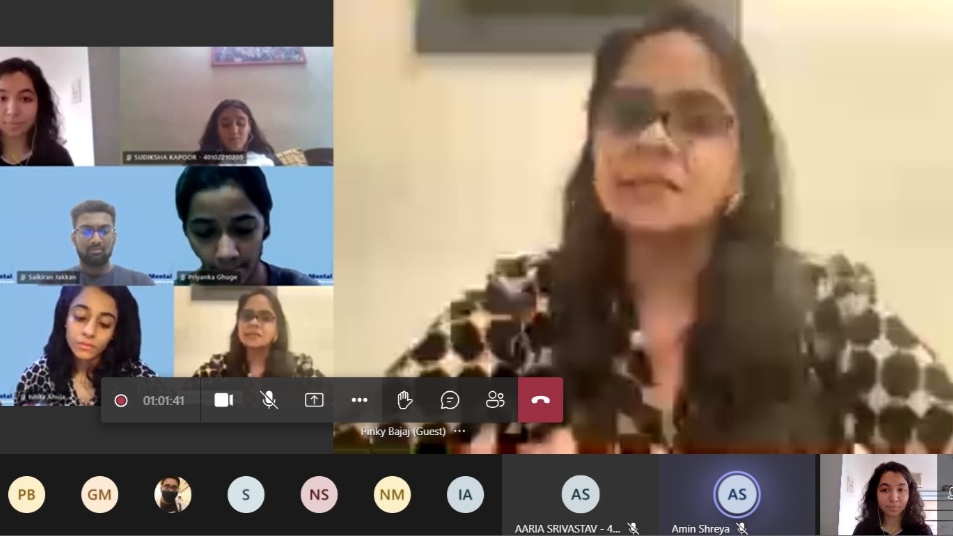 SUDIKSHA KAPOOR - 40102210209
Saikiran Jakkan
Mental
Priyanka Ghuge
Ishita Ahuja
01:01:41
Pinky Bajaj (Guest) ...
PB
GM
S
NS
NM
IA
AS
AS
AARIA SRIVASTAV - 4...
Amin Shreya